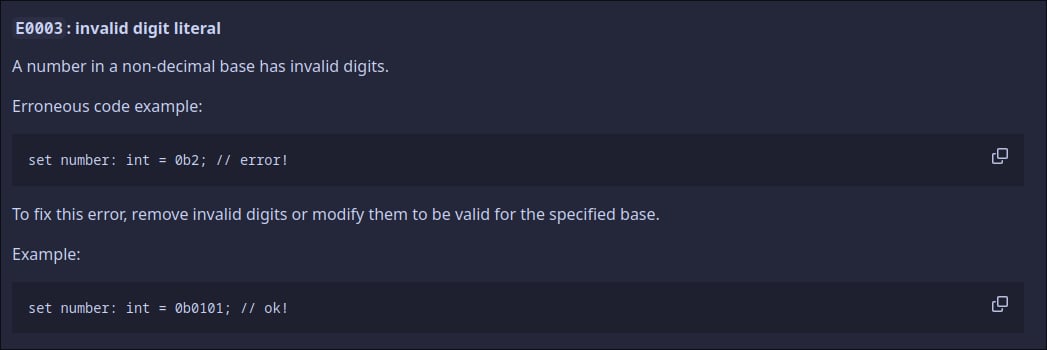 E0003: invalid digit literal
A number in a non-decimal base has invalid digits.
Erroneous code example:
set number: int = 0b2; // error!
To fix this error, remove invalid digits or modify them to be valid for the specified base.
Example:
set number: int = 0b0101; // ok!